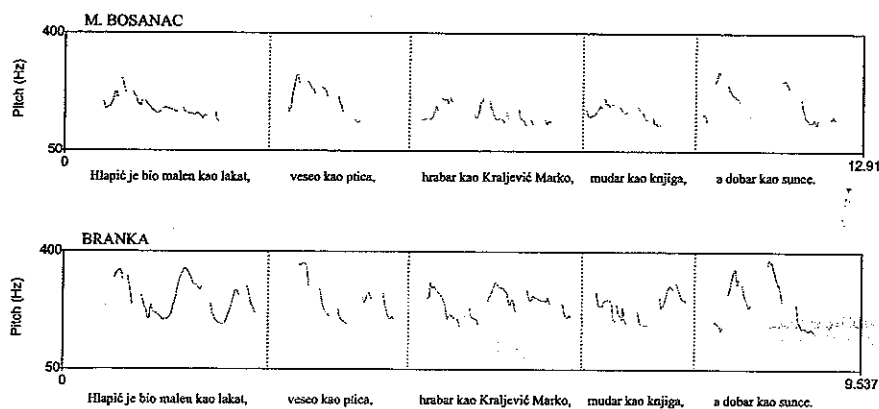 M. BOSANAC
400
Pitch (Hz)
50
0
12.91
Hlapić je bio malen kao lakat, veseo kao ptica, hrabar kao Kraljević Marko, mudar kao knjiga, a dobar kao sunce.
BRANKA
400
Pitch (Hz)
50
0
9.537
Hlapić je bio malen kao lakat, veseo kao ptica, hrabar kao Kraljević Marko, mudar kao knjiga, a dobar kao sunce.